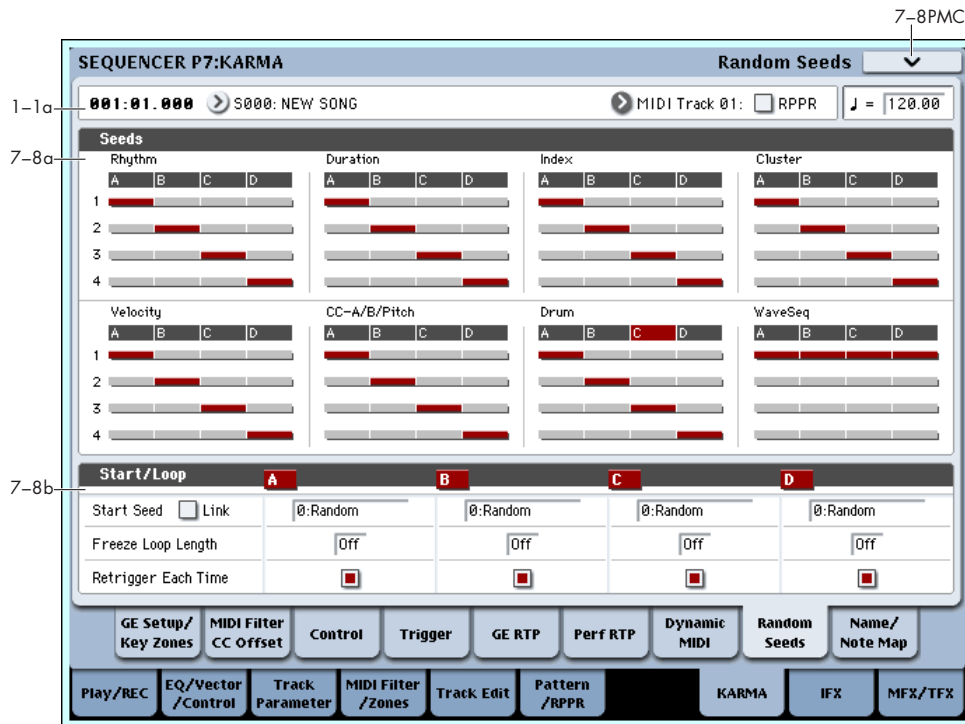 7–8PMC
SEQUENCER P7:KARMA Random Seeds
1–1a 001:01.000 S000: NEW SONG MIDI Track 01: RPPR ♩ = 120.00
Seeds
7–8a
Rhythm Duration Index Cluster
A B C D A B C D A B C D A B C D
1
2
3
4
Velocity CC-A/B/Pitch Drum WaveSeq
A B C D A B C D A B C D A B C D
1
2
3
4
Start/Loop A B C D
7–8b
Start Seed Link 0:Random 0:Random 0:Random 0:Random
Freeze Loop Length Off Off Off Off
Retrigger Each Time
GE Setup/ MIDI Filter Control Trigger GE RTP Perf RTP Dynamic Random Name/
Key Zones CC Offset MIDI Seeds Note Map
Play/REC EQ/Vector Track MIDI Filter Track Edit Pattern KARMA IFX MFX/TFX
/Control Parameter /Zones /RPPR